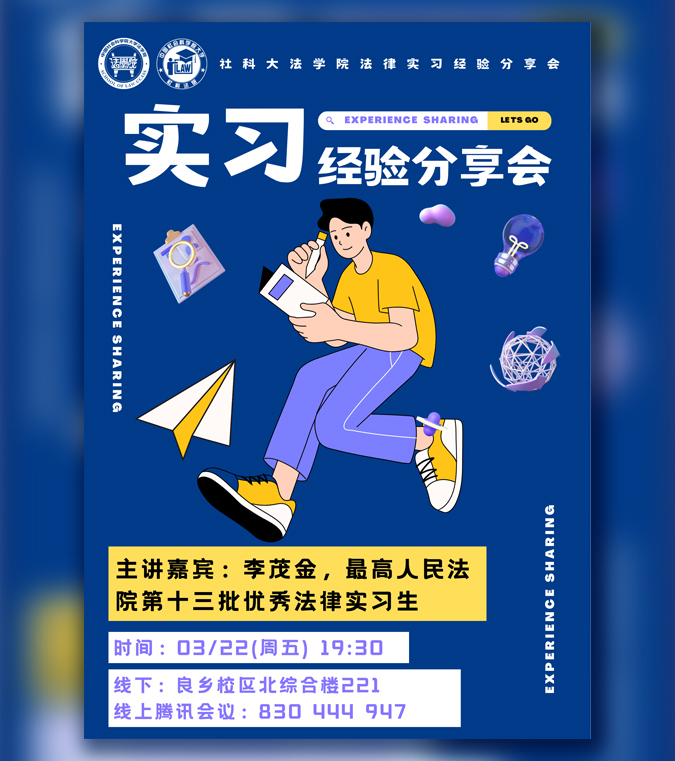 社科大法学院法律实习经验分享会
实习
EXPERIENCE SHARING
LETS GO
经验分享会
EXPERIENCE SHARING
主讲嘉宾：李茂金，最高人民法
院第十三批优秀法律实习生
时间：03/22(周五) 19:30
线下：良乡校区北综合楼221
线上腾讯会议：830 444 947
EXPERIENCE SHARING
LAW